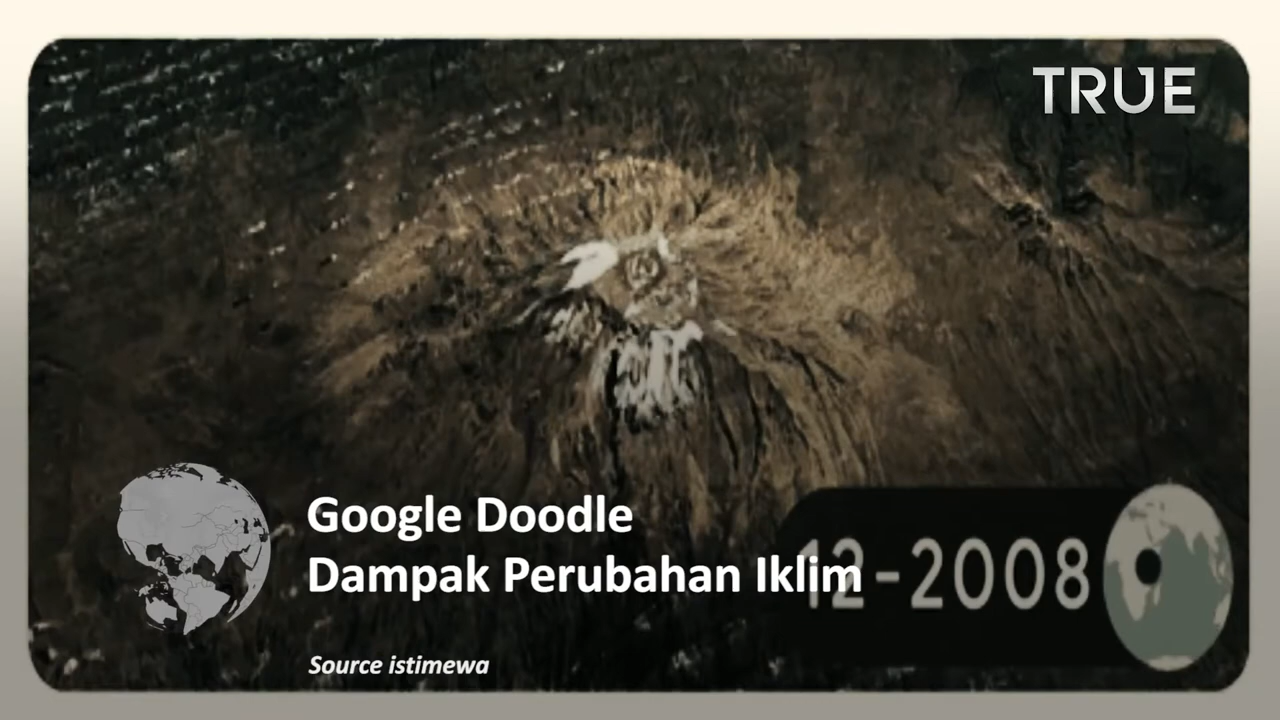 TRUE
Google Doodle
Dampak Perubahan Iklim
12-2008
Source istimewa